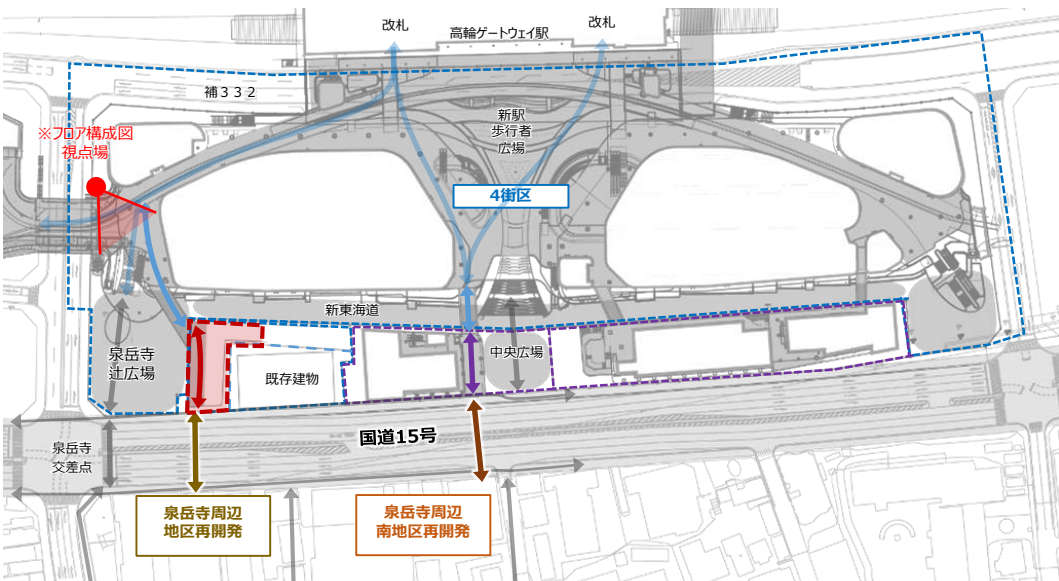 改札
高輪ゲートウェイ駅
改札
補３３２
※フロア構成図
視点場
新駅
歩行者
広場
4街区
新東海道
泉岳寺
辻広場
既存建物
中央広場
国道15号
泉岳寺
交差点
泉岳寺周辺
地区再開発
泉岳寺周辺
南地区再開発